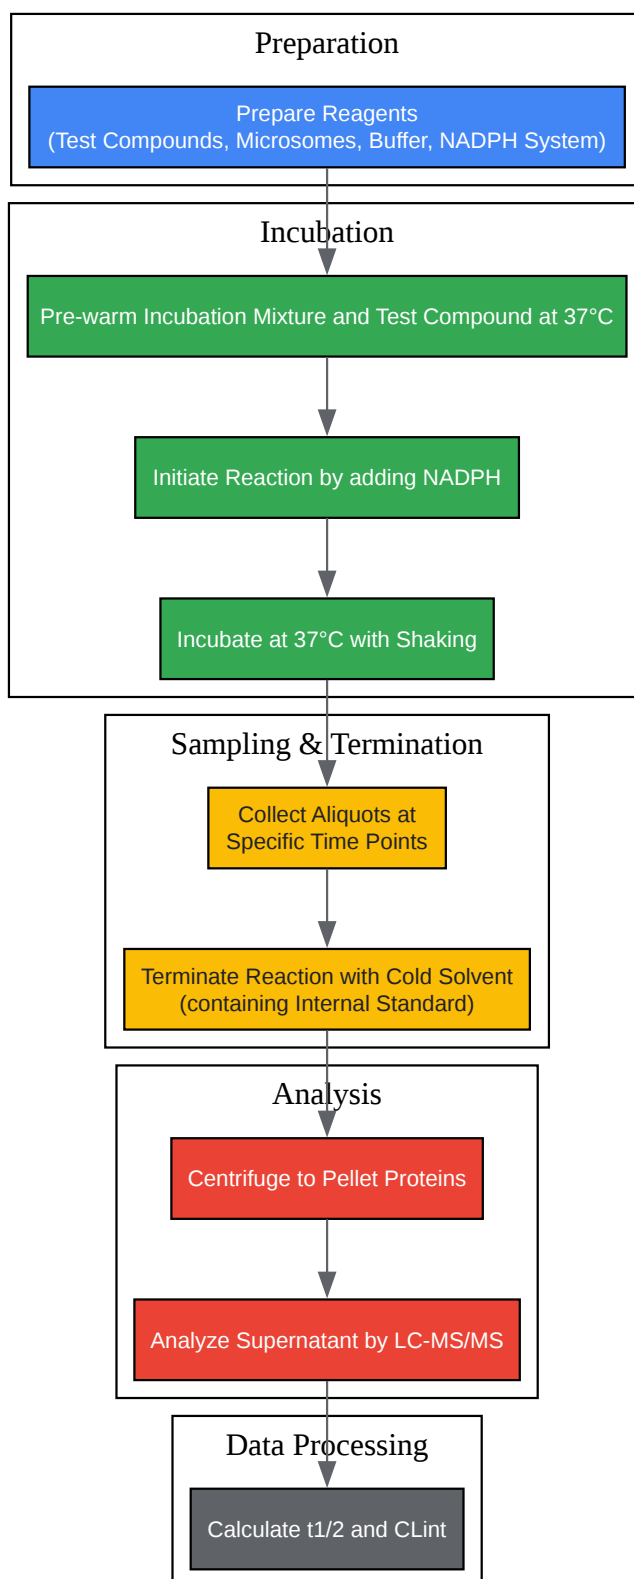 Preparation
Prepare Reagents
(Test Compounds, Microsomes, Buffer, NADPH System)
Incubation
Pre-warm Incubation Mixture and Test Compound at 37°C
Initiate Reaction by adding NADPH
Incubate at 37°C with Shaking
Sampling & Termination
Collect Aliquots at
Specific Time Points
Terminate Reaction with Cold Solvent
(containing Internal Standard)
Analysis
Centrifuge to Pellet Proteins
Analyze Supernatant by LC-MS/MS
Data Processing
Calculate t1/2 and CLint